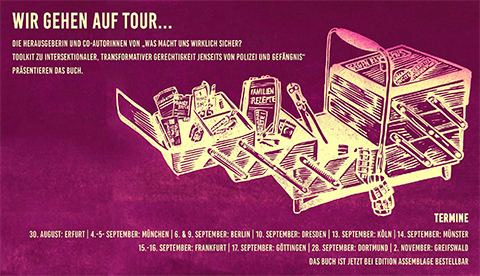 WIR GEHEN AUF TOUR...
DIE HERAUSGEBERIN UND CO-AUTORINNEN VON „WAS MACHT UNS WIRKLICH SICHER?
TOOLKIT ZU INTERSEKTIONALER, TRANSFORMATIVER GERECHTIGKEIT JENSEITS VON POLIZEI UND GEFÄNGNIS“
PRÄSENTIEREN DAS BUCH.
FAMILIEN
REZEPTE
TERMINE
30. AUGUST: ERFURT | 4.-5- SEPTEMBER: MÜNCHEN | 6. & 9. SEPTEMBER: BERLIN | 10. SEPTEMBER: DRESDEN | 13. SEPTEMBER: KÖLN | 14. SEPTEMBER: MÜNSTER
15.-16. SEPTEMBER: FRANKFURT | 17. SEPTEMBER: GÖTTINGEN | 28. SEPTEMBER: DORTMUND | 2. NOVEMBER: GREIFSWALD
DAS BUCH IST JETZT BEI EDITION ASSEMBLAGE BESTELLBAR